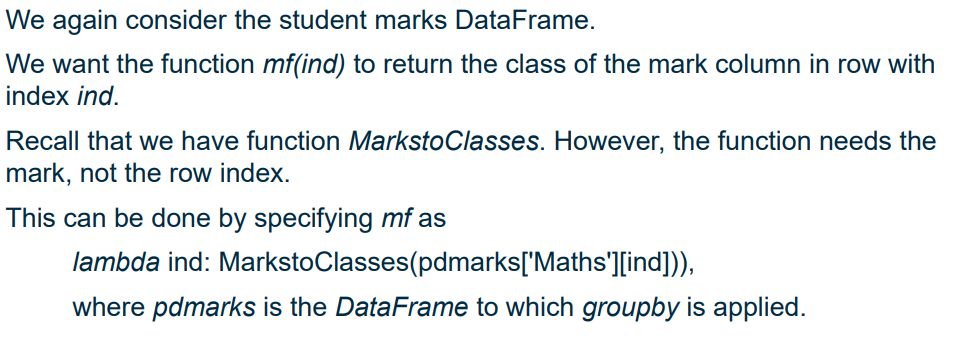 We again consider the student marks DataFrame.
We want the function mf(ind) to return the class of the mark column in row with
index ind.
Recall that we have function MarkstoClasses. However, the function needs the
mark, not the row index.
This can be done by specifying mf as
lambda ind: MarkstoClasses(pdmarks['Maths'][ind])),
where pdmarks is the DataFrame to which groupby is applied.